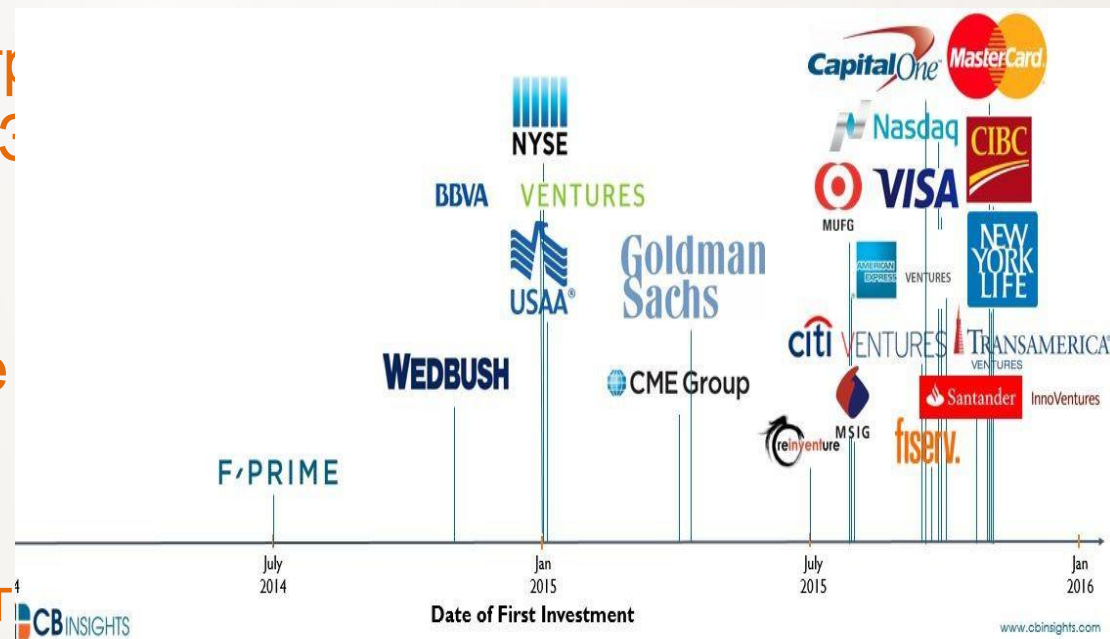 CapitalOne
MasterCard
NYSE
Nasdaq
CIBC
BBVA VENTURES
MUFG
VISA
USAA®
Goldman
Sachs
AMERICAN
EXPRESS
VENTURES
NEW
YORK
LIFE
citi VENTURES
TRANSAMERICA®
VENTURES
WEDBUSH
CME Group
Santander InnoVentures
reinventure
MSIG
fiserv.
F-PRIME
July
2014
Jan
2015
July
2015
Jan
2016
Date of First Investment
CBINSIGHTS
www.cbinsights.com